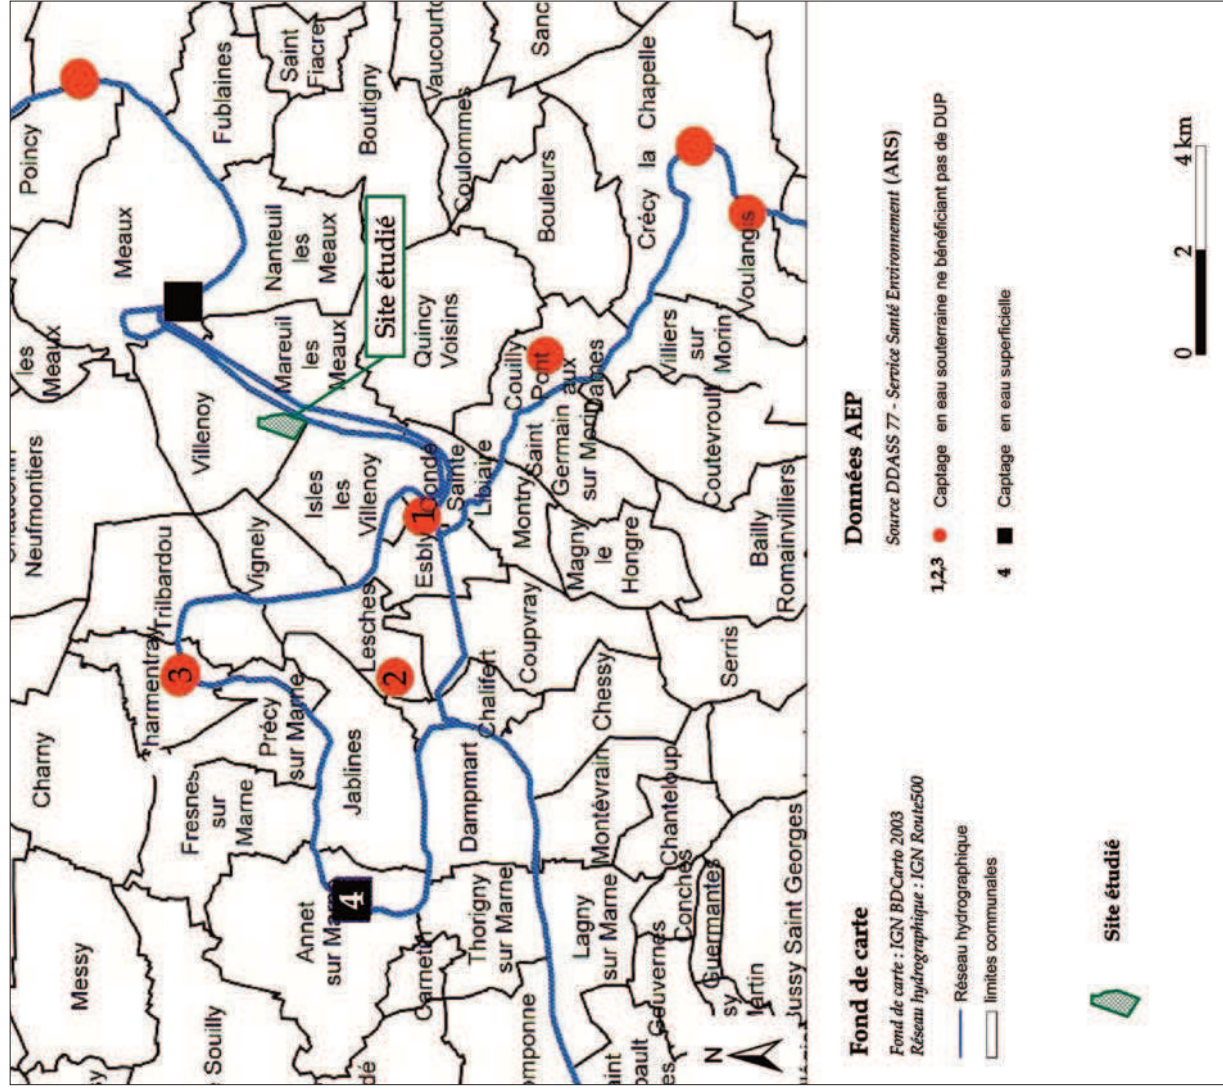 Messy
Charny
Neufmontiers
les
Meaux
Poincy
Souilly
Fresnes
sur
Marne
harmentray
Trilbardou
Villenoy
Meaux
Fublaines
3
Annet
sur Marne
Précy
sur Marne
Vignely
Isles
les
Villenoy
Mareuil
les
Meaux
Nanteuil
les
Meaux
Saint
Fiacre
4
Jablines
Lesches
2
Esbly
1
Site étudié
Boutigny
Carnetin
Thorigny
sur Marne
Dampmart
Chalifert
Sainte
Libiaire
Quincy
Voisins
Coulommes
omponne
Lagny
sur Marne
Montévrain
Chessy
Coupvray
Montry
Magny
le
Hongre
Saint
Germain
sur Morin
Couilly
Pont
aux
Dames
Bouleurs
Gouvernes
Conches
Guermantes
Chanteloup
Serris
Bailly
Romainvilliers
Coutevroult
Villiers
sur
Morin
Voulangis
Crécy la Chapelle
Jussy Saint Georges
N
Fond de carte
Fond de carte : IGN BDCarto 2003
Réseau hydrographique : IGN Route500
Réseau hydrographique
limites communales
Site étudié
Données AEP
Source DDASS 77 - Service Santé Environnement (ARS)
1,2,3 Captage en eau souterraine ne bénéficiant pas de DUP
4 Captage en eau superficielle
0 2 4 km